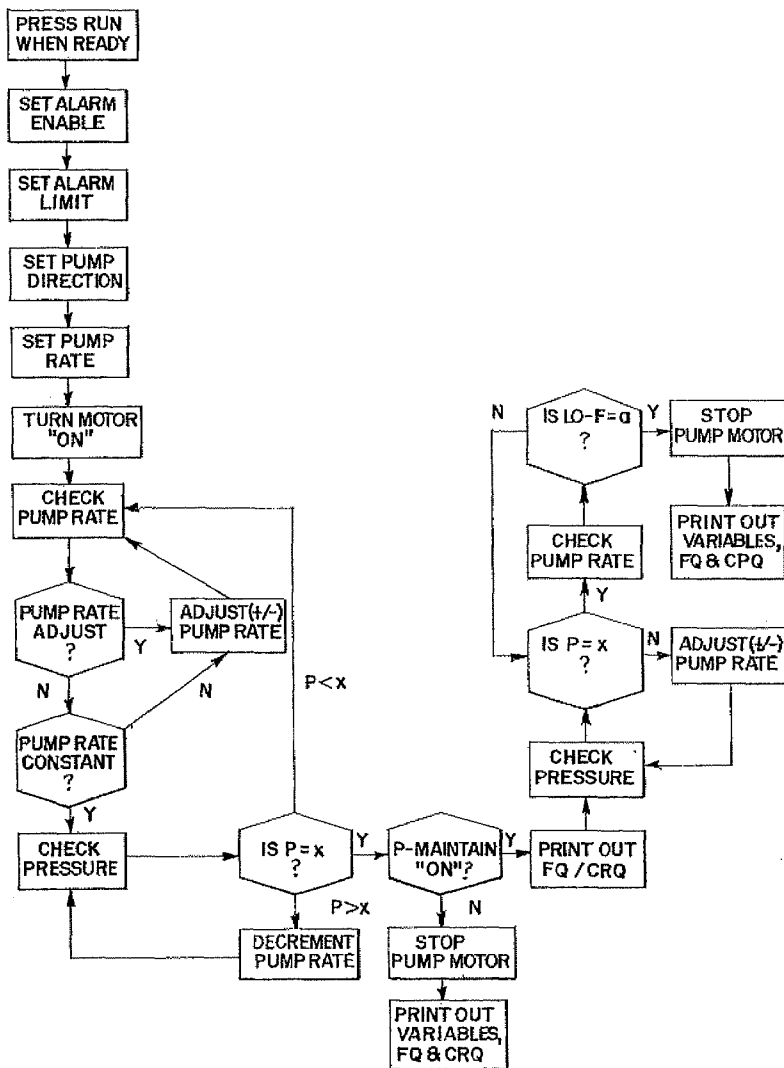 PRESS RUN
WHEN READY
SET ALARM
ENABLE
SET ALARM
LIMIT
SET PUMP
DIRECTION
SET PUMP
RATE
TURN MOTOR
"ON"
CHECK
PUMP RATE
PUMP RATE
ADJUST
?
Y
ADJUST(+/-)
PUMP RATE
N
N
PUMP RATE
CONSTANT
?
Y
CHECK
PRESSURE
P<x
IS P=x
?
Y
P>x
DECREMENT
PUMP RATE
P-MAINTAIN
"ON"?
Y
N
STOP
PUMP MOTOR
PRINT OUT
VARIABLES,
FQ & CRQ
PRINT OUT
FQ / CRQ
CHECK
PRESSURE
IS P=x
?
N
ADJUST(+/-)
PUMP RATE
Y
CHECK
PUMP RATE
IS LO-F=a
?
N
Y
STOP
PUMP MOTOR
PRINT OUT
VARIABLES,
FQ & CPQ